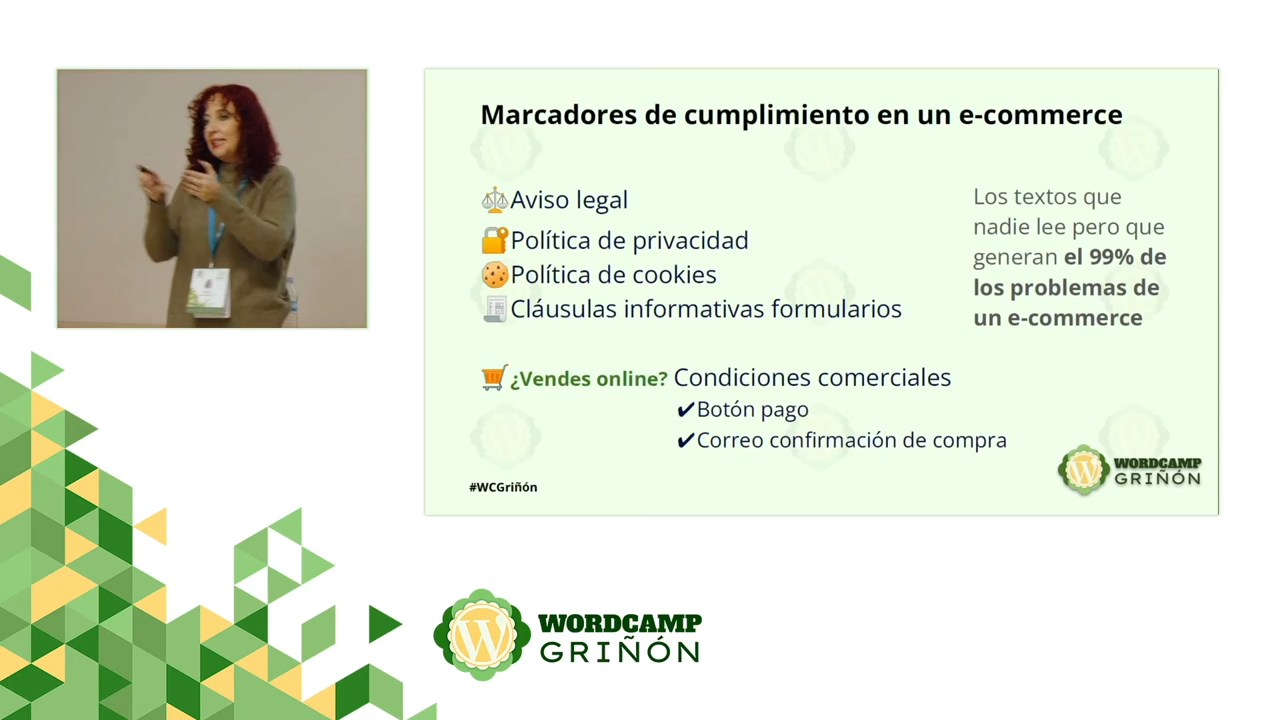 Marcadores de cumplimiento en un e-commerce
⚖️Aviso legal
🔐Política de privacidad
🍪Política de cookies
🧾Cláusulas informativas formularios
Los textos que
nadie lee pero que
generan el 99% de
los problemas de
un e-commerce
🛒¿Vendes online? Condiciones comerciales
✔Botón pago
✔Correo confirmación de compra
#WCGriñón
WORDCAMP
GRIÑÓN
WORDCAMP
GRIÑÓN